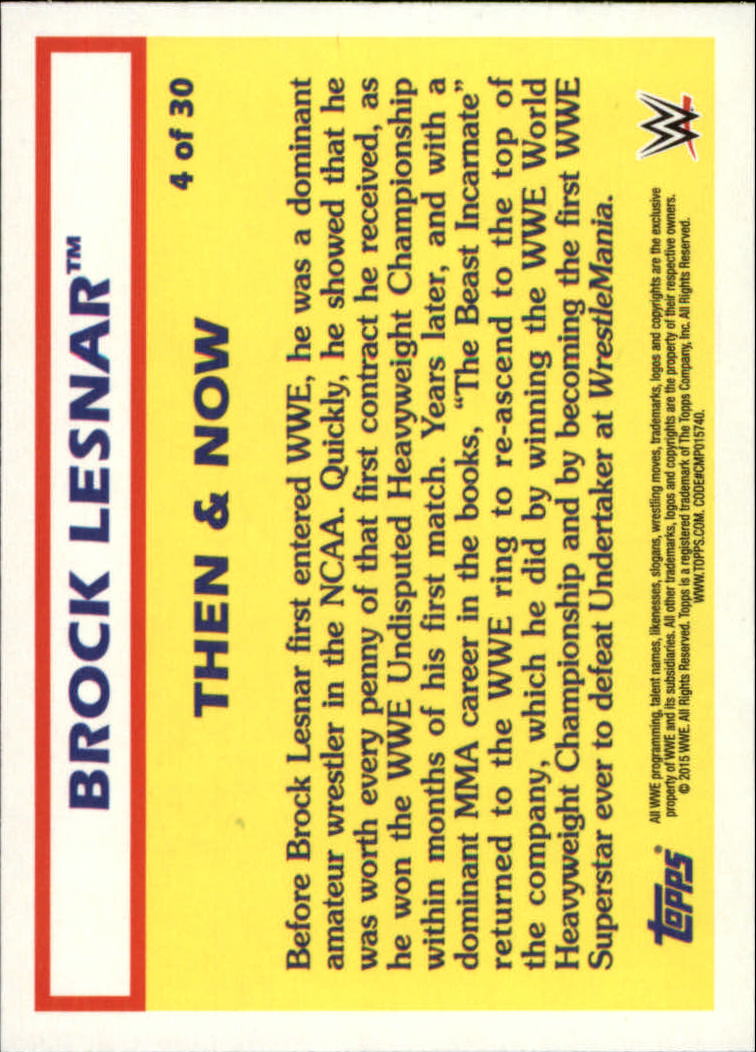 BROCK LESNAR™
4 of 30
THEN & NOW
Before Brock Lesnar first entered WWE, he was a dominant
amateur wrestler in the NCAA. Quickly, he showed that he
was worth every penny of that first contract he received, as
he won the WWE Undisputed Heavyweight Championship
within months of his first match. Years later, and with a
dominant MMA career in the books, “The Beast Incarnate”
returned to the WWE ring to re-ascend to the top of
the company, which he did by winning the WWE World
Heavyweight Championship and by becoming the first WWE
Superstar ever to defeat Undertaker at WrestleMania.
topps®
All WWE programming, talent names, likenesses, slogans, wrestling moves, trademarks, logos and copyrights are the exclusive
property of WWE and its subsidiaries. All other trademarks, logos and copyrights are the property of their respective owners.
© 2015 WWE. All Rights Reserved. Topps is a registered trademark of The Topps Company, Inc. All Rights Reserved.
WWW.TOPPS.COM. CODE#CMP015740.
W